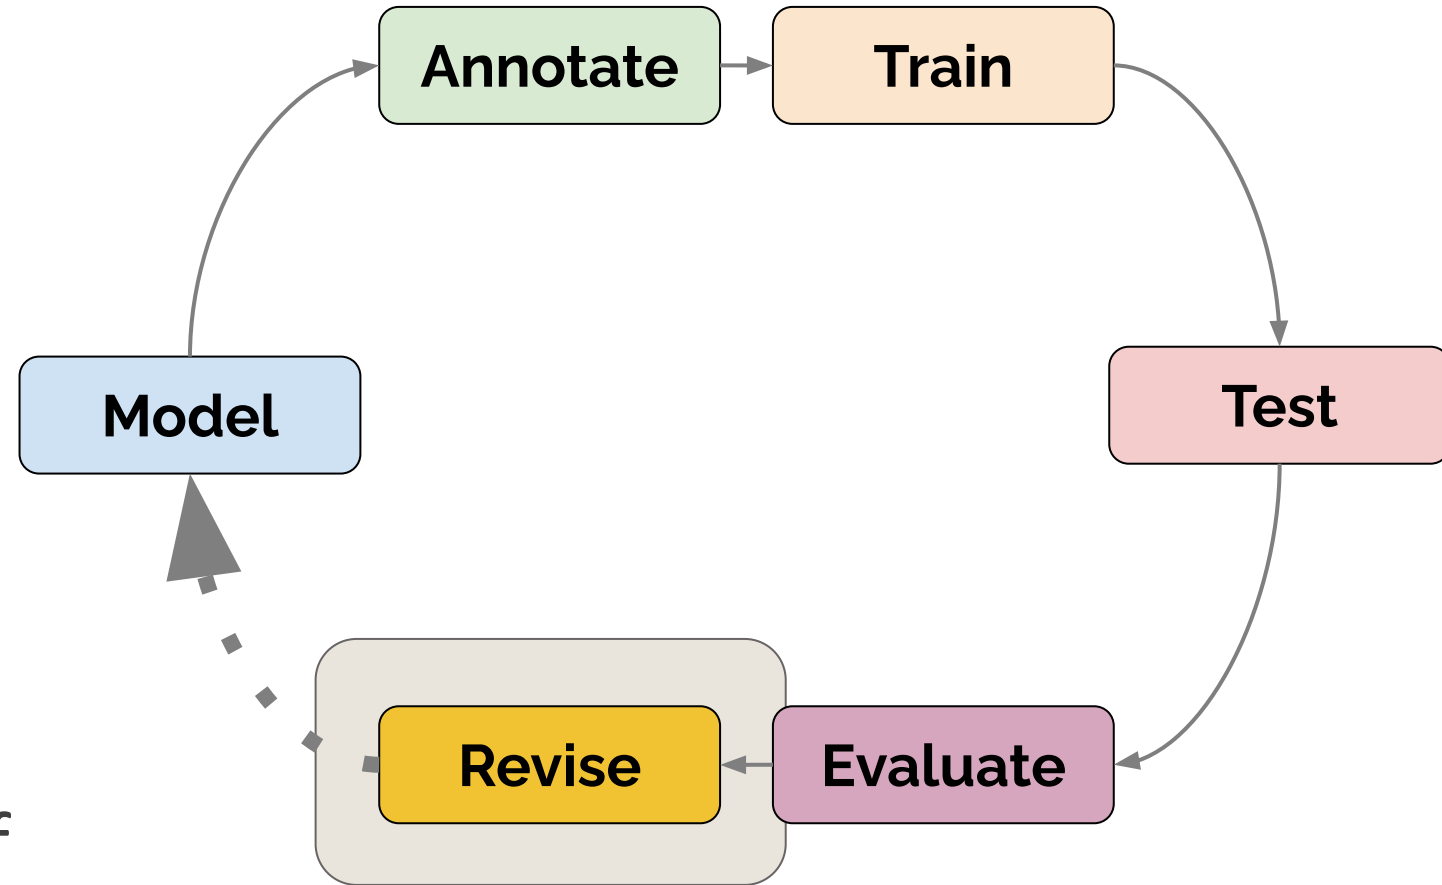 Annotate
Train
Model
Test
Revise
Evaluate
f